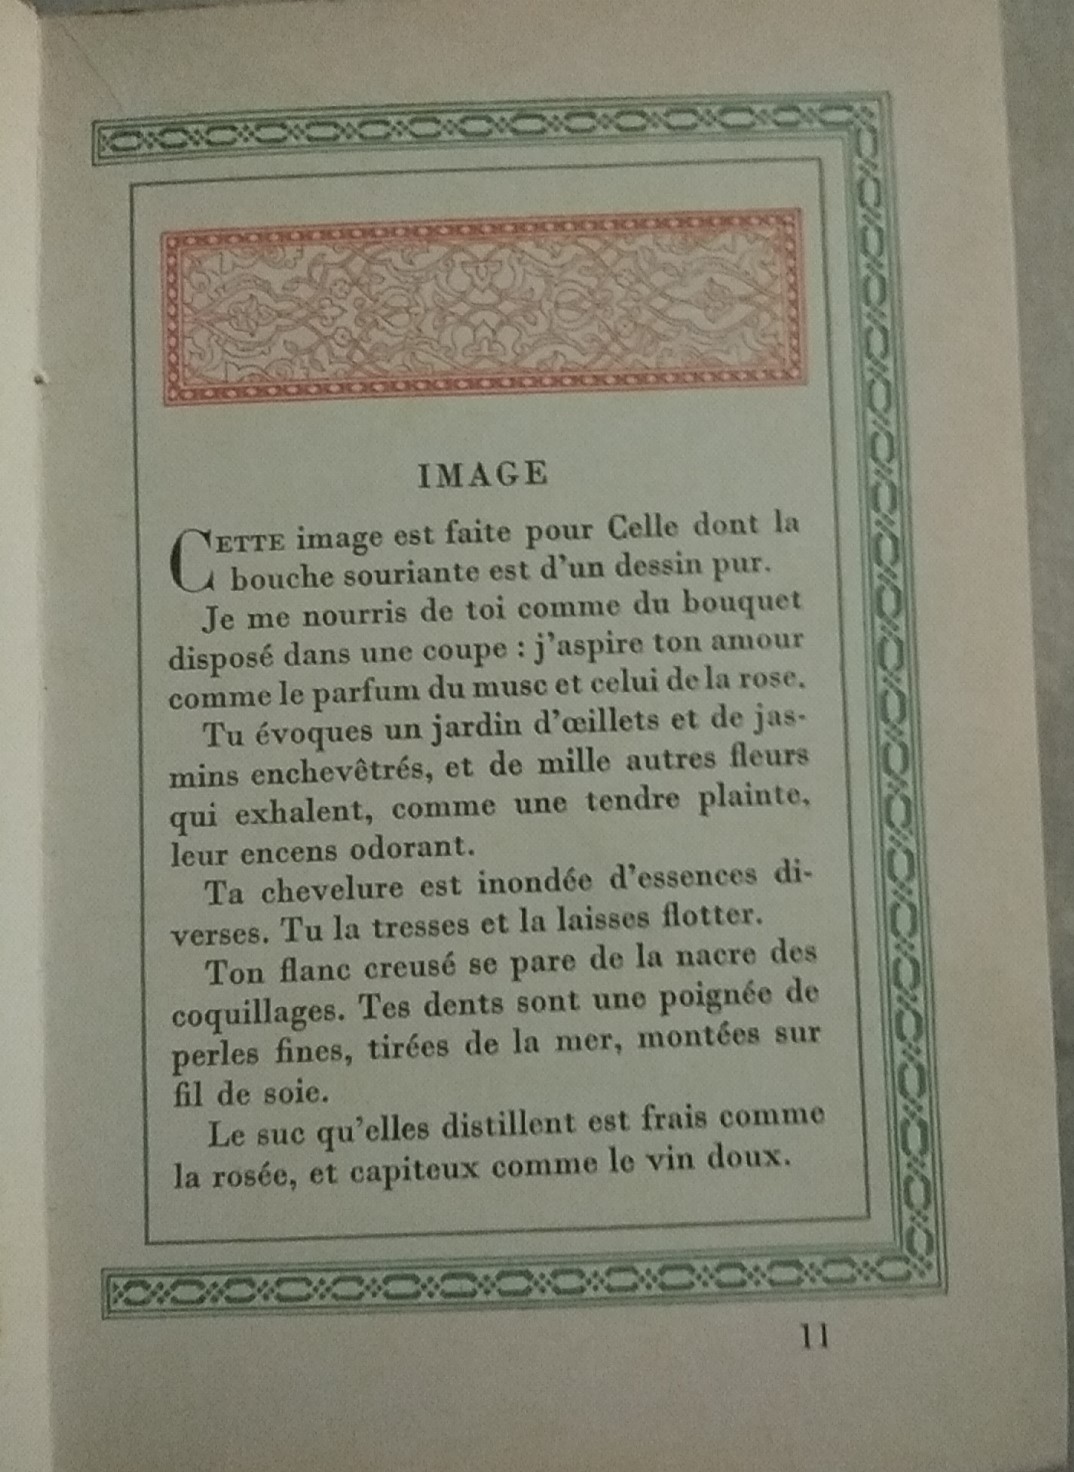 IMAGE
CETTE image est faite pour Celle dont la
bouche souriante est d'un dessin pur.
Je me nourris de toi comme du bouquet
disposé dans une coupe : j'aspire ton amour
comme le parfum du musc et celui de la rose.
Tu évoques un jardin d'œillets et de jas-
mins enchevêtrés, et de mille autres fleurs
qui exhalent, comme une tendre plainte,
leur encens odorant.
Ta chevelure est inondée d'essences di-
verses. Tu la tresses et la laisses flotter.
Ton flanc creusé se pare de la nacre des
coquillages. Tes dents sont une poignée de
perles fines, tirées de la mer, montées sur
fil de soie.
Le suc qu'elles distillent est frais comme
la rosée, et capiteux comme le vin doux.
11